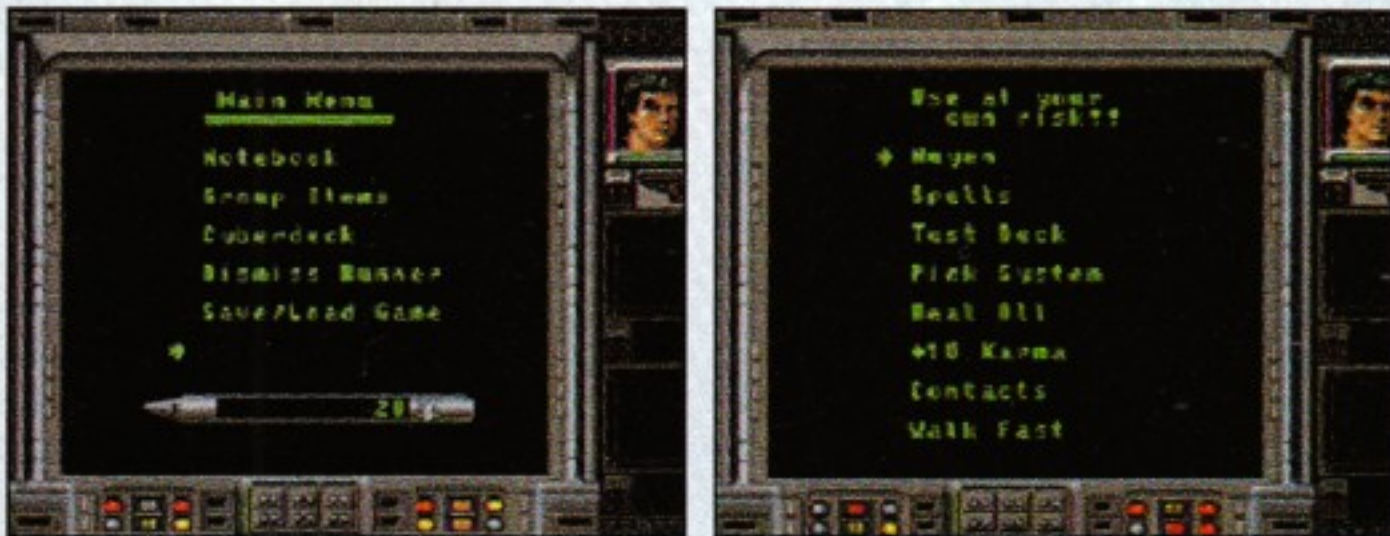 Main Menu
Notebook
Group Items
Cyberdeck
Dismiss Runner
Save/Load Game
20
Use at your
own risk!!
Nuyen
Spells
Test Deck
Pick System
Heal All
+10 Karma
Contacts
Walk Fast